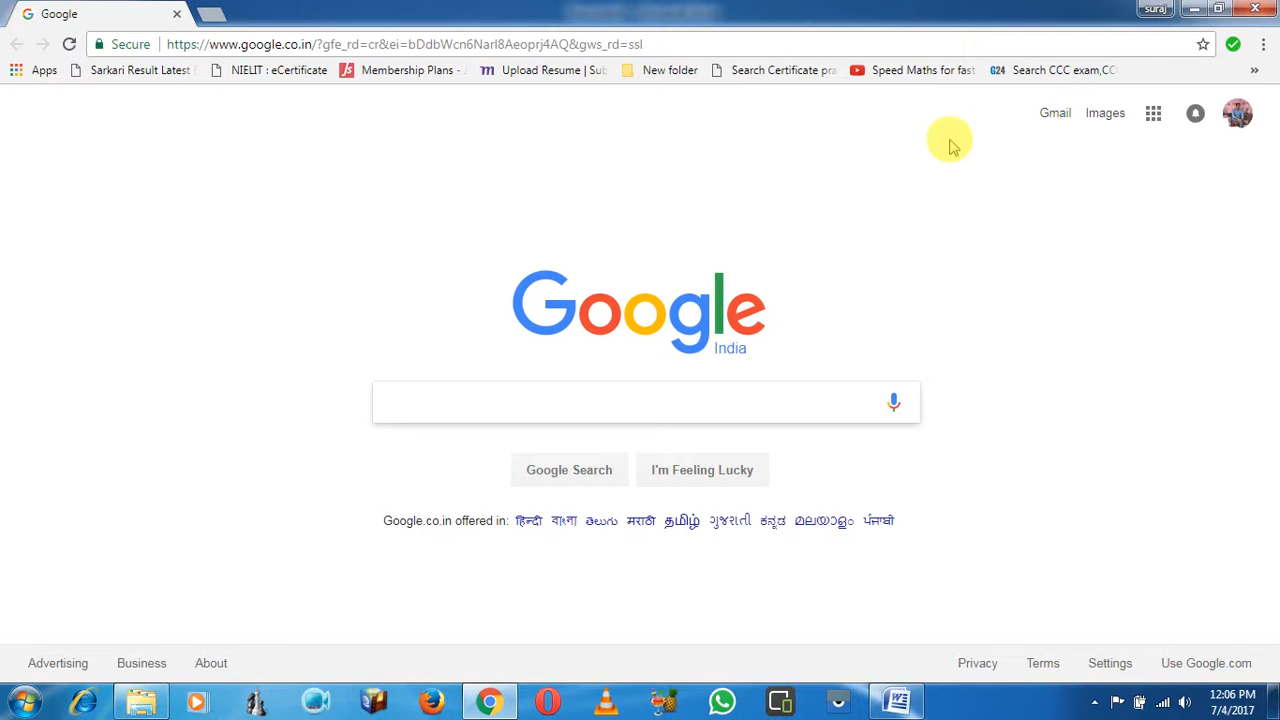 Google
suraj
Secure https://www.google.co.in/?gfe_rd=cr&ei=bDdbWcn6NarI8Aeoprj4AQ&gws_rd=ssl
Apps Sarkari Result Latest NIELIT : eCertificate Membership Plans - Upload Resume | Sub New folder Search Certificate pra Speed Maths for fast G24 Search CCC exam,CC »
Gmail Images
Google
India
Google Search I'm Feeling Lucky
Google.co.in offered in: हिन्दी বাংলা తెలుగు मराठी தமிழ் ગુજરાતી ಕನ್ನಡ മലയാളം ਪੰਜਾਬੀ
Advertising Business About Privacy Terms Settings Use Google.com
12:06 PM
7/4/2017